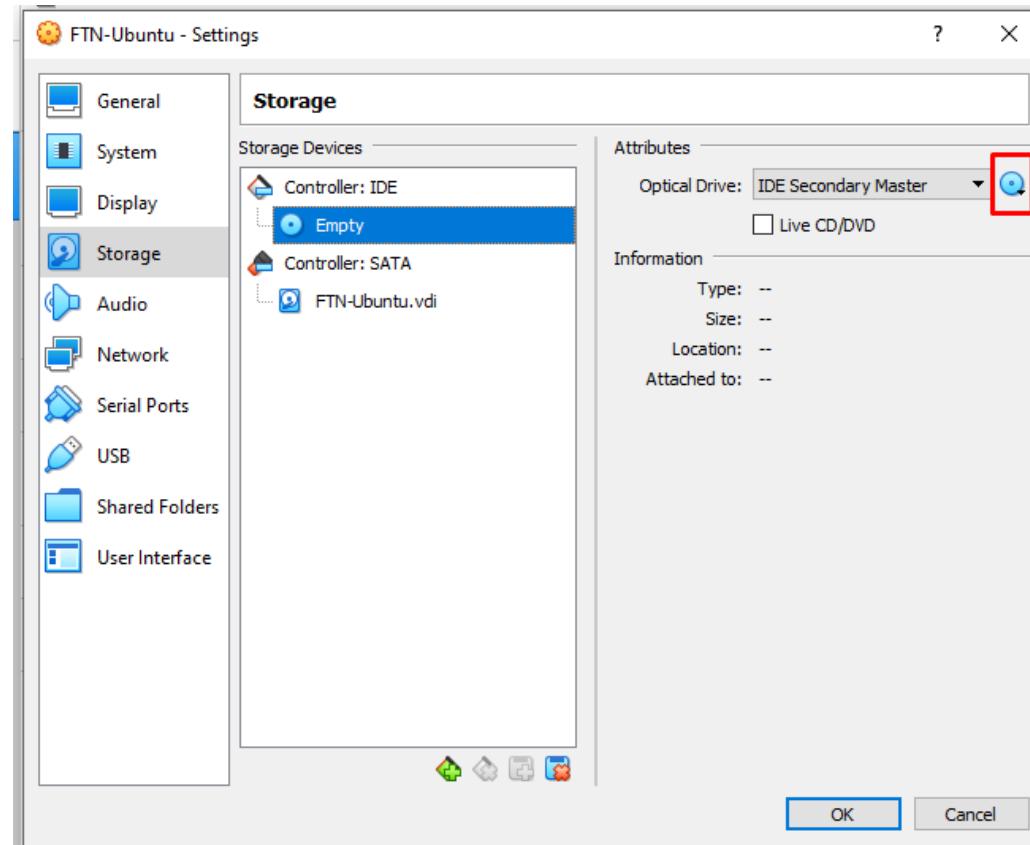 FTN-Ubuntu - Settings
?
General
System
Display
Storage
Audio
Network
Serial Ports
USB
Shared Folders
User Interface
Storage
Storage Devices
Controller: IDE
Empty
Controller: SATA
FTN-Ubuntu.vdi
Attributes
Optical Drive: IDE Secondary Master
Live CD/DVD
Information
Type: --
Size: --
Location: --
Attached to: --
OK Cancel